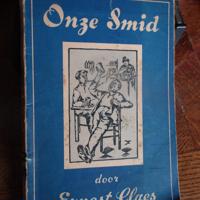 Onze Smid
door
Ernest Claes